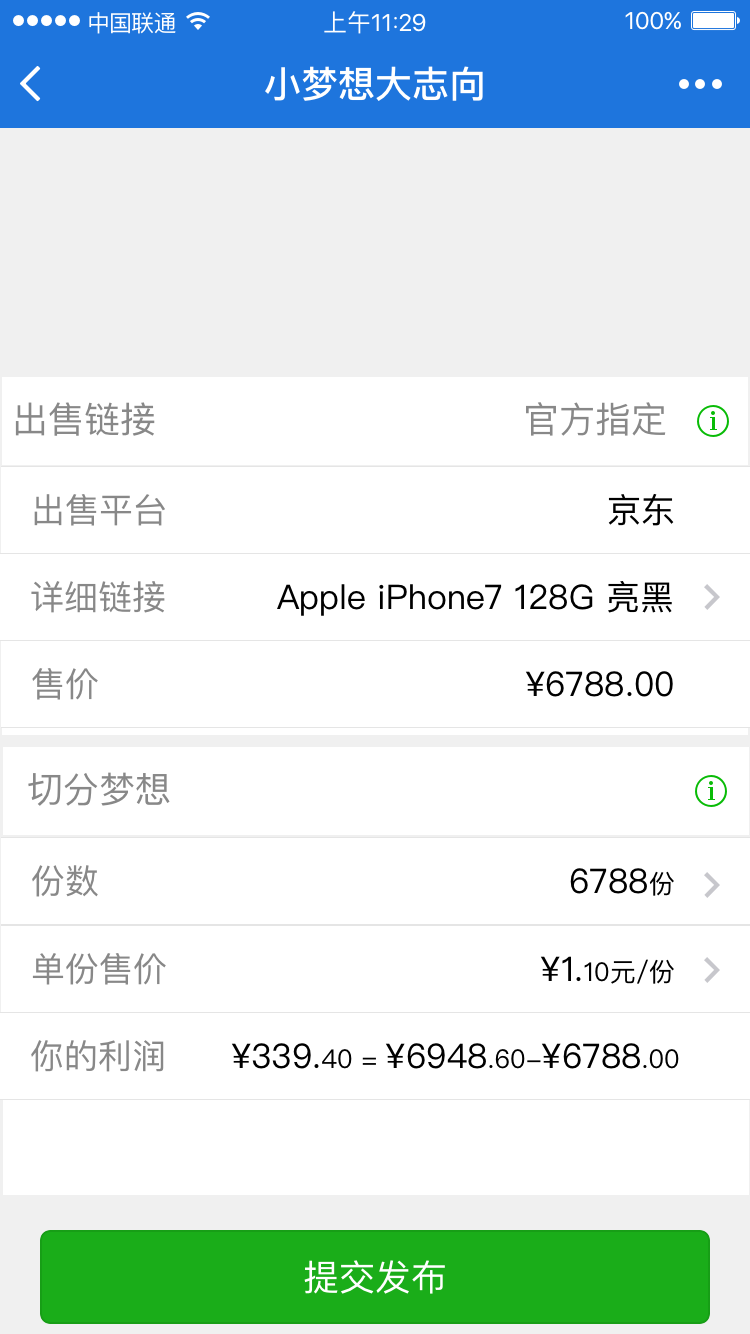 中国联通 上午11:29 100%
小梦想大志向
出售链接 官方指定
出售平台 京东
详细链接 Apple iPhone7 128G 亮黑
售价 ¥6788.00
切分梦想
份数 6788份
单份售价 ¥1.10元/份
你的利润 ¥339.40 = ¥6948.60-¥6788.00
提交发布